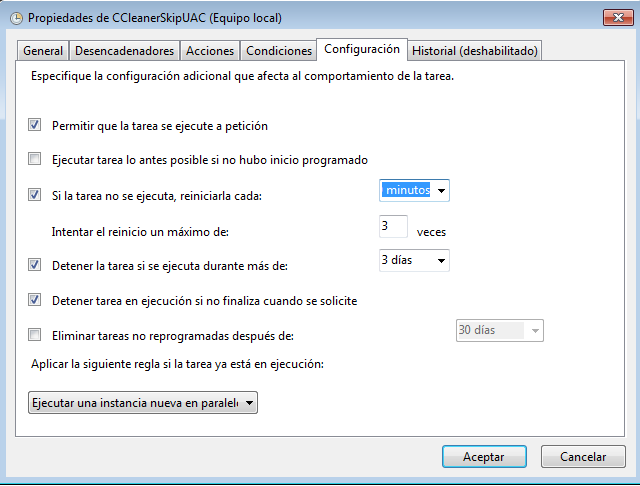 Propiedades de CCleanerSkipUAC (Equipo local)
General Desencadenadores Acciones Condiciones Configuración Historial (deshabilitado)
Especifique la configuración adicional que afecta al comportamiento de la tarea.
Permitir que la tarea se ejecute a petición
Ejecutar tarea lo antes posible si no hubo inicio programado
Si la tarea no se ejecuta, reiniciarla cada: minutos
Intentar el reinicio un máximo de: 3 veces
Detener la tarea si se ejecuta durante más de: 3 días
Detener tarea en ejecución si no finaliza cuando se solicite
Eliminar tareas no reprogramadas después de: 30 días
Aplicar la siguiente regla si la tarea ya está en ejecución:
Ejecutar una instancia nueva en paralel
Aceptar Cancelar